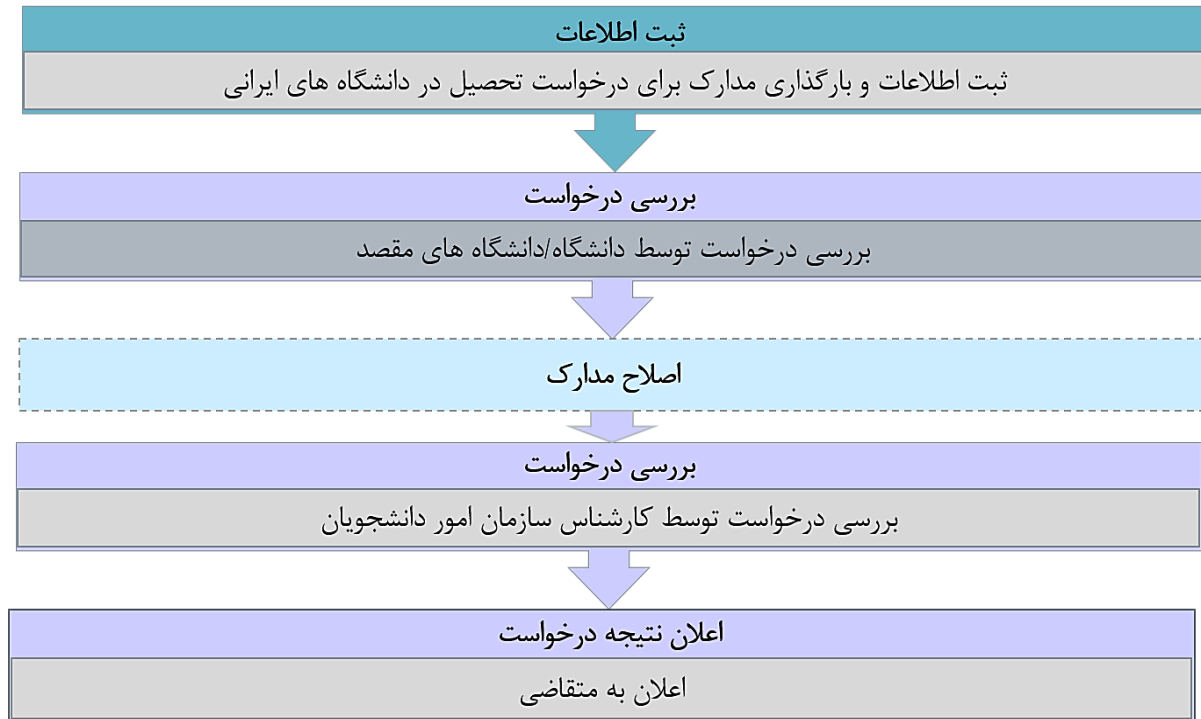 ثبت اطلاعات
ثبت اطلاعات و بارگذاری مدارک برای درخواست تحصیل در دانشگاه های ایرانی
بررسی درخواست
بررسی درخواست توسط دانشگاه/دانشگاه های مقصد
اصلاح مدارک
بررسی درخواست
بررسی درخواست توسط کارشناس سازمان امور دانشجویان
اعلان نتیجه درخواست
اعلان به متقاضی